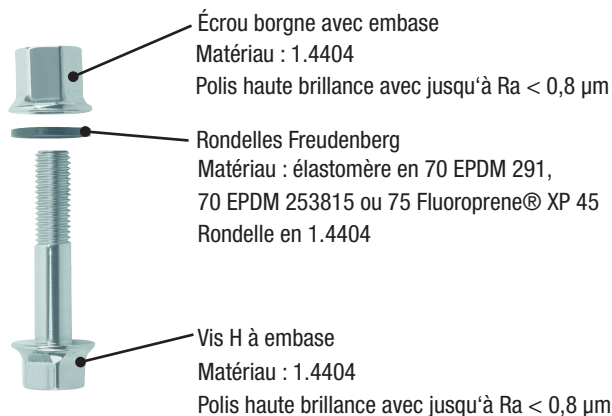 Écrou borgne avec embase
Matériau : 1.4404
Polis haute brillance avec jusqu‘à Ra < 0,8 µm
Rondelles Freudenberg
Matériau : élastomère en 70 EPDM 291,
70 EPDM 253815 ou 75 Fluoroprene® XP 45
Rondelle en 1.4404
Vis H à embase
Matériau : 1.4404
Polis haute brillance avec jusqu‘à Ra < 0,8 µm